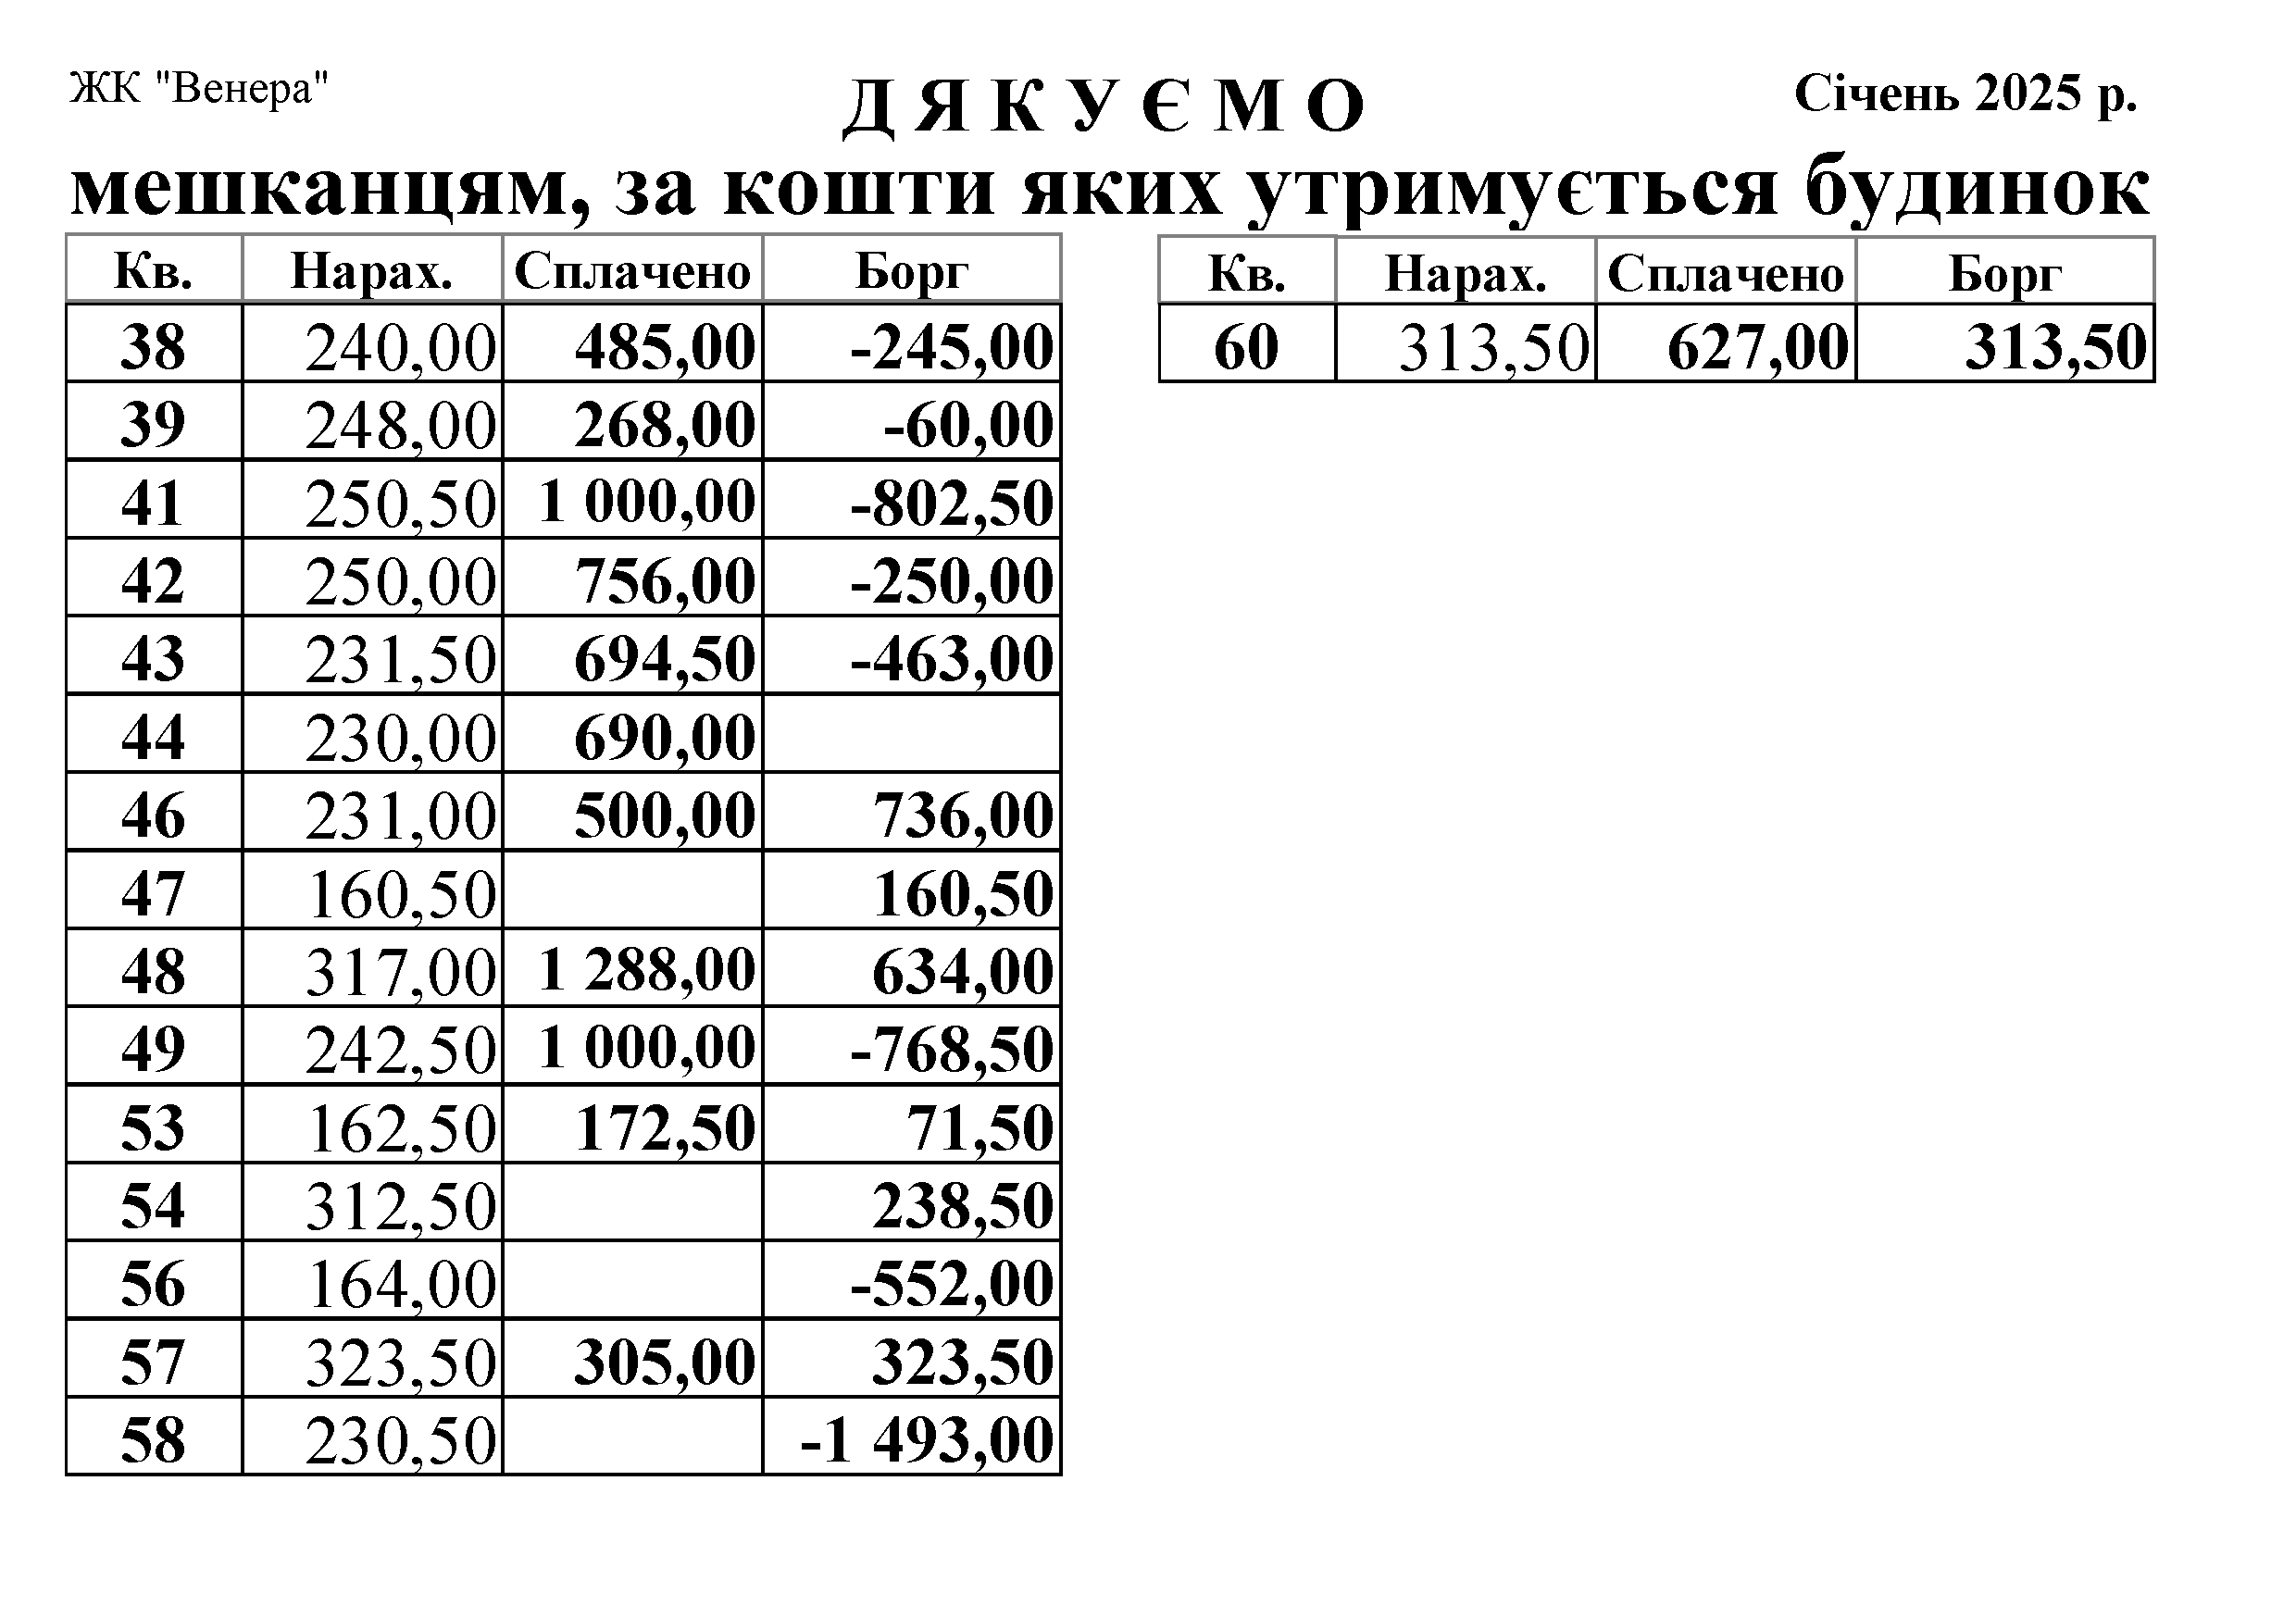 ЖК "Венера"
Д Я К У Є М О
Січень 2025 р.
мешканцям, за кошти яких утримується будинок
Кв. Нарах. Сплачено Борг
38 240,00 485,00 -245,00
39 248,00 268,00 -60,00
41 250,50 1 000,00 -802,50
42 250,00 756,00 -250,00
43 231,50 694,50 -463,00
44 230,00 690,00
46 231,00 500,00 736,00
47 160,50 160,50
48 317,00 1 288,00 634,00
49 242,50 1 000,00 -768,50
53 162,50 172,50 71,50
54 312,50 238,50
56 164,00 -552,00
57 323,50 305,00 323,50
58 230,50 -1 493,00
Кв. Нарах. Сплачено Борг
60 313,50 627,00 313,50